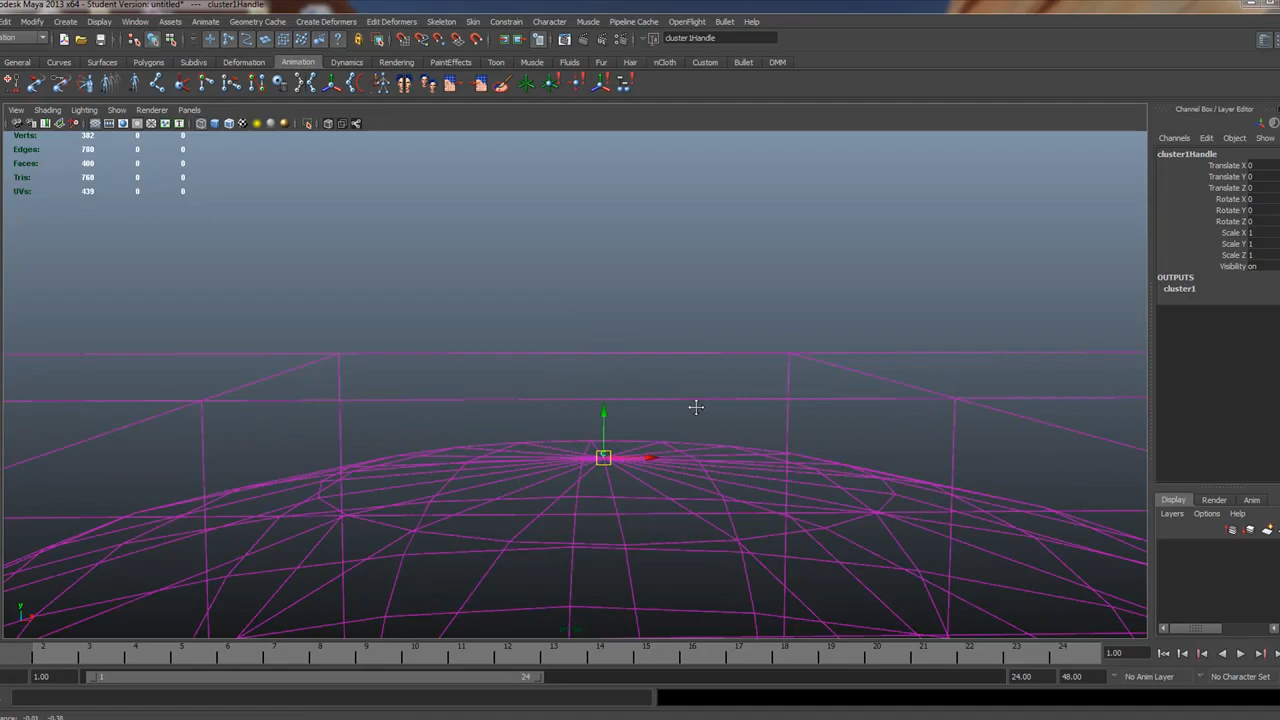 odesk Maya 2013 x64 - Student Version: untitled* --- cluster1Handle
Edit Modify Create Display Window Assets Animate Geometry Cache Create Deformers Edit Deformers Skeleton Skin Constrain Character Muscle Pipeline Cache OpenFlight Bullet Help
ation cluster1Handle
General Curves Surfaces Polygons Subdivs Deformation Animation Dynamics Rendering PaintEffects Toon Muscle Fluids Fur Hair nCloth Custom Bullet DMM
View Shading Lighting Show Renderer Panels
Channel Box / Layer Editor
Channels Edit Object Show
Verts: 382 0 0
Edges: 780 0 0
Faces: 400 0 0
Tris: 760 0 0
UVs: 439 0 0
cluster1Handle
Translate X 0
Translate Y 0
Translate Z 0
Rotate X 0
Rotate Y 0
Rotate Z 0
Scale X 1
Scale Y 1
Scale Z 1
Visibility on
OUTPUTS
cluster1
Display Render Anim
Layers Options Help
y
2 3 4 5 6 7 8 9 10 11 12 13 14 15 16 17 18 19 20 21 22 23 24 1.00
1.00 1 24 24.00 48.00 No Anim Layer No Character Set